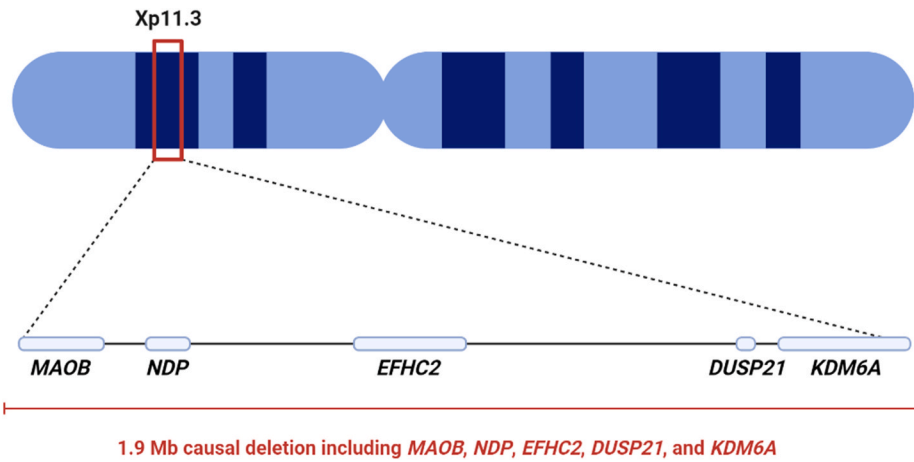 Xp11.3
MAOB NDP EFHC2 DUSP21 KDM6A
1.9 Mb causal deletion including MAOB, NDP, EFHC2, DUSP21, and KDM6A